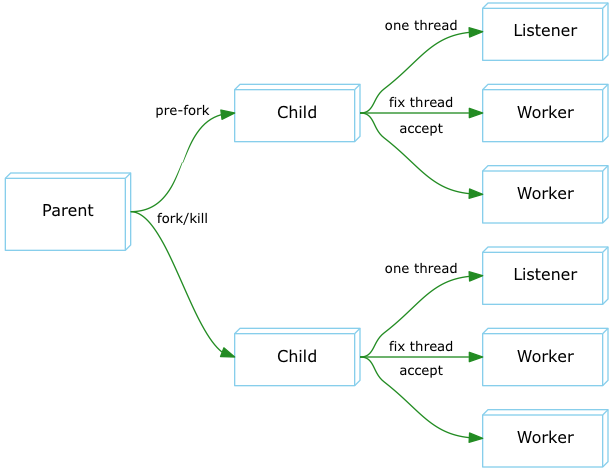 one thread
Listener
pre-fork
Child
fix thread
Worker
accept
Worker
Parent
fork/kill
one thread
Listener
Child
fix thread
Worker
accept
Worker